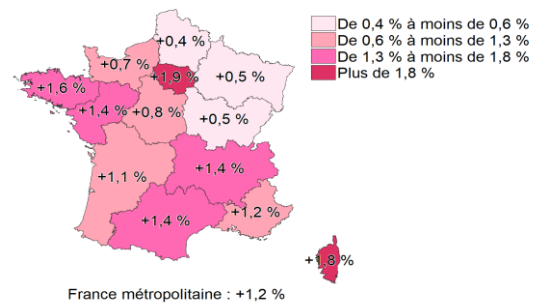 De 0,4 % à moins de 0,6 %
De 0,6 % à moins de 1,3 %
De 1,3 % à moins de 1,8 %
Plus de 1,8 %
+0,4 %
+0,7 %
+1,9 %
+0,5 %
+1,6 %
+1,4 %
+0,8 %
+0,5 %
+1,1 %
+1,4 %
+1,4 %
+1,2 %
+1,8 %
France métropolitaine : +1,2 %